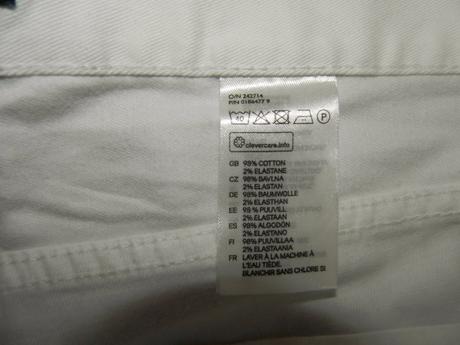 O/N 242714
P/N 0186477 9
40 P
clevercare.info
GB 98% COTTON
2% ELASTANE
CZ 98% BAVLNA
2% ELASTAN
DE 98% BAUMWOLLE
2% ELASTHAN
EE 98 % PUUVILL
2% ELASTAAN
ES 98% ALGODÓN
2% ELASTANO
FI 98% PUUVILLAA
2% ELASTAANIA
FR LAVER À LA MACHINE À
L'EAU TIÈDE.
BLANCHIR SANS CHLORE SI